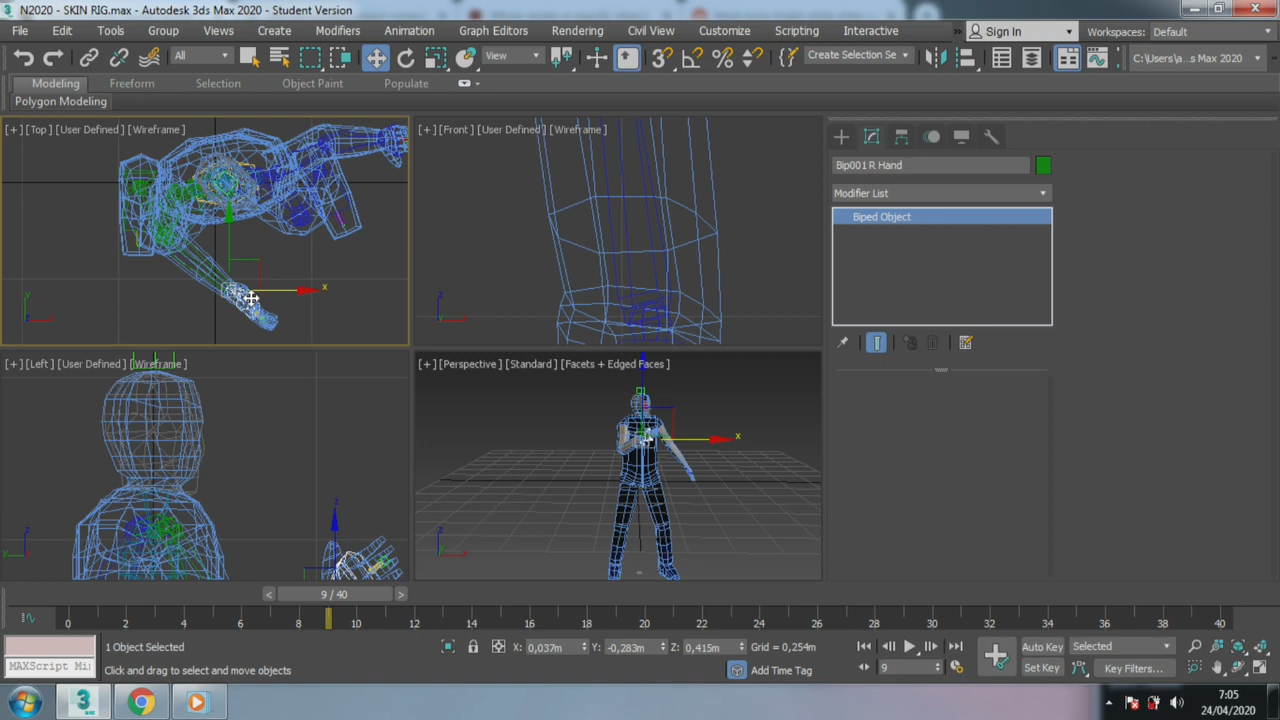 N2020 - SKIN RIG.max - Autodesk 3ds Max 2020 - Student Version
File Edit Tools Group Views Create Modifiers Animation Graph Editors Rendering Civil View Customize Scripting Interactive » Sign In Workspaces: Default
All View Create Selection Se C:\Users\a...s Max 2020
Modeling Freeform Selection Object Paint Populate
Polygon Modeling
[+] [Top] [User Defined] [Wireframe]
[+] [Front] [User Defined] [Wireframe]
Bip001 R Hand
Modifier List
Biped Object
x
y
x
z
y
[+] [Left] [User Defined] [Wireframe]
[+] [Perspective] [Standard] [Facets + Edged Faces]
x
z
z
y
z
y
< 9 / 40 >
0 2 4 6 8 10 12 14 16 18 20 22 24 26 28 30 32 34 36 38 40
1 Object Selected X: 0,037m Y: -0,283m Z: 0,415m Grid = 0,254m Auto Key Selected
MAXScript Mi Click and drag to select and move objects Add Time Tag 9 Set Key Key Filters...
7:05
24/04/2020